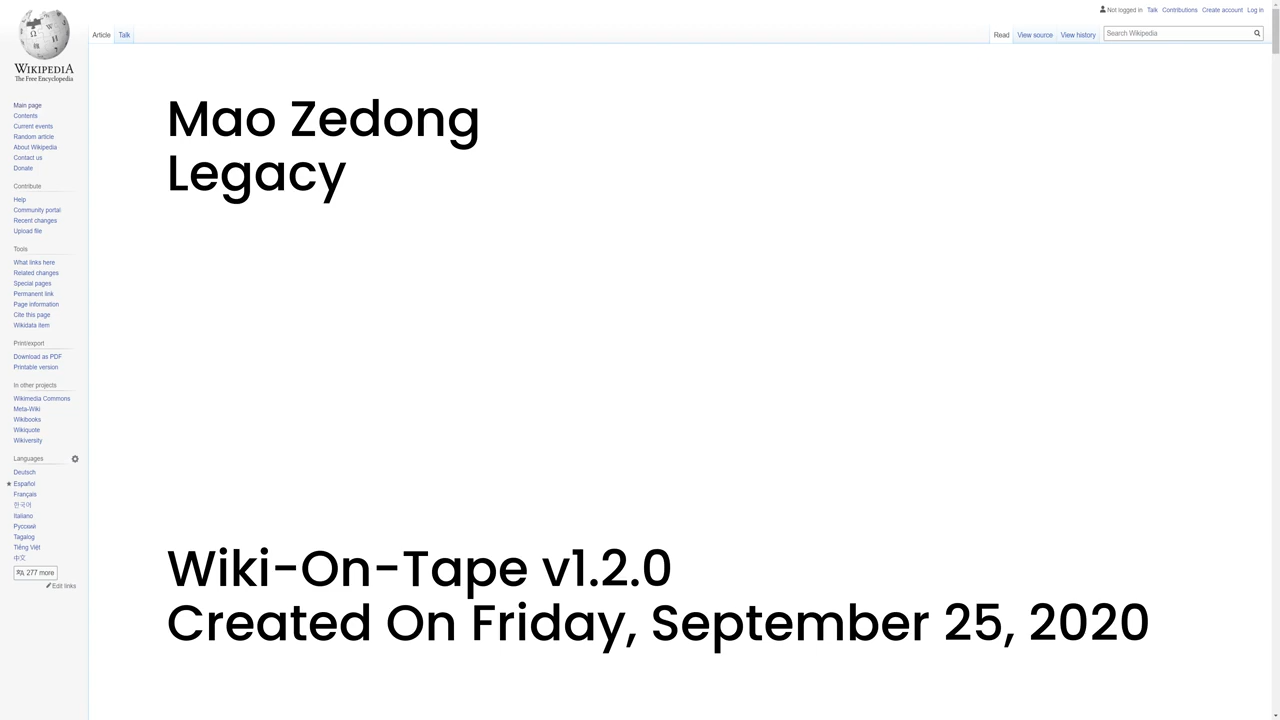 Not logged in Talk Contributions Create account Log in
Article Talk Read View source View history Search Wikipedia
WIKIPEDIA
The Free Encyclopedia
Main page
Contents
Current events
Random article
About Wikipedia
Contact us
Donate
Contribute
Help
Community portal
Recent changes
Upload file
Tools
What links here
Related changes
Special pages
Permanent link
Page information
Cite this page
Wikidata item
Print/export
Download as PDF
Printable version
In other projects
Wikimedia Commons
Meta-Wiki
Wikibooks
Wikiquote
Wikiversity
Languages
Deutsch
Español
Français
한국어
Italiano
Русский
Tagalog
Tiếng Việt
中文
277 more
Edit links
Mao Zedong
Legacy
Wiki-On-Tape v1.2.0
Created On Friday, September 25, 2020